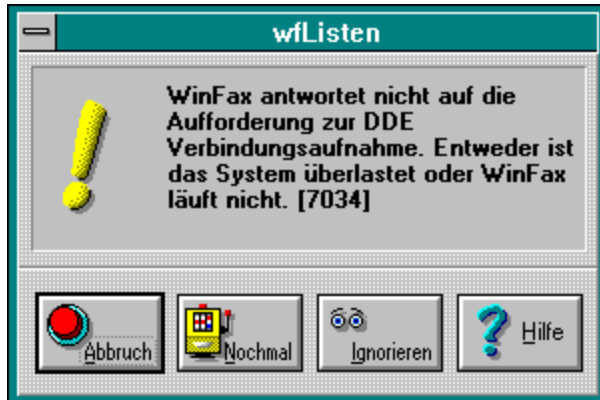 wfListen
WinFax antwortet nicht auf die
Aufforderung zur DDE
Verbindungsaufnahme. Entweder ist
das System überlastet oder WinFax
läuft nicht. [7034]
Abbruch
Nochmal
Ignorieren
Hilfe